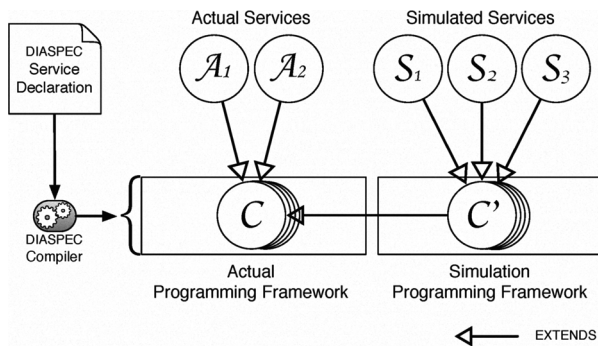 Actual Services
Simulated Services
DIASPEC
Service
Declaration
A1
A2
S1
S2
S3
C
C'
DIASPEC
Compiler
Actual
Programming Framework
Simulation
Programming Framework
EXTENDS